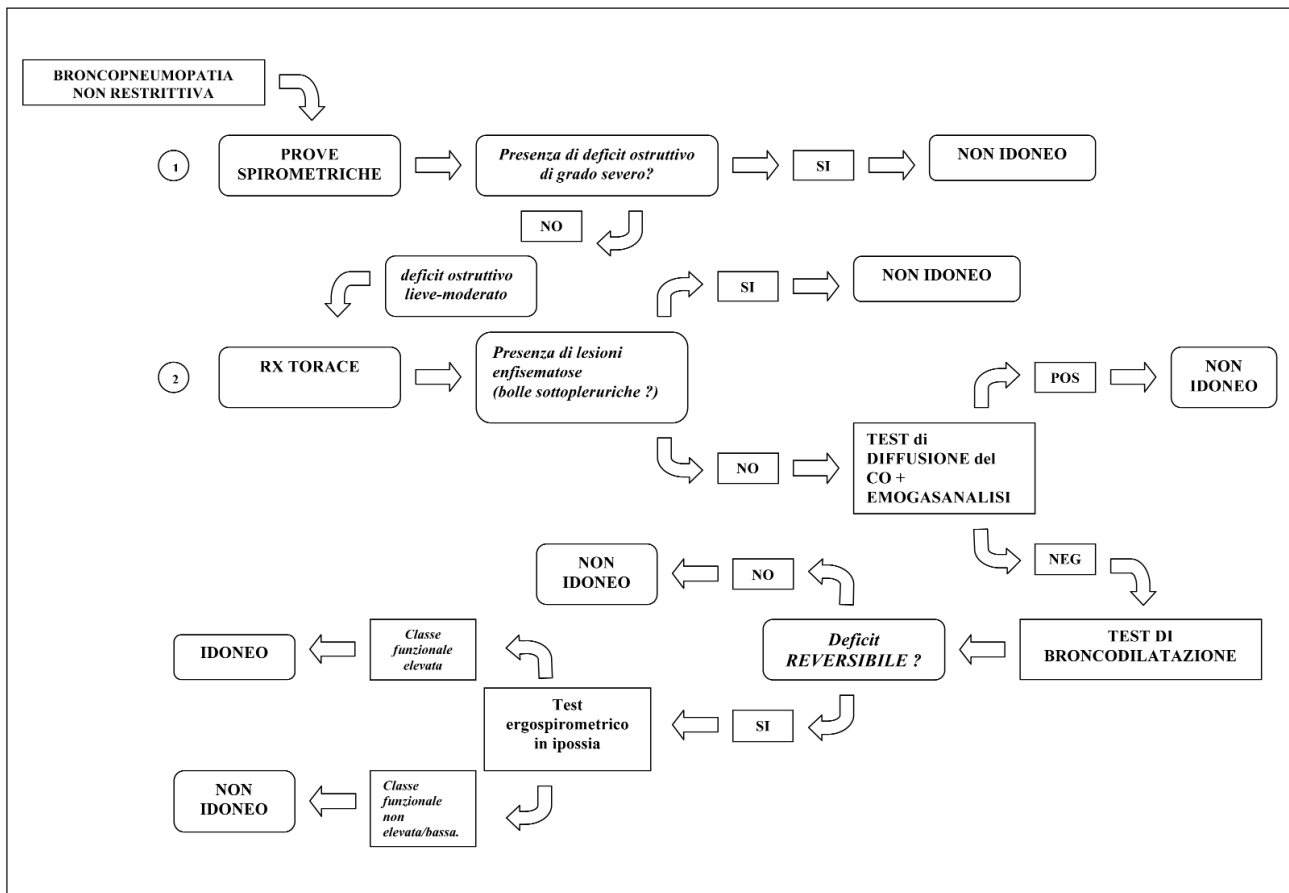 BRONCOPNEUMOPATIA
NON RESTRITTIVA
1
PROVE
SPIROMETRICHE
Presenza di deficit ostruttivo
di grado severo?
SI
NON IDONEO
NO
deficit ostruttivo
lieve-moderato
SI
NON IDONEO
2
RX TORACE
Presenza di lesioni
enfisematose
(bolle sottopleruriche ?)
POS
NON
IDONEO
NO
TEST di
DIFFUSIONE del
CO +
EMOGASANALISI
NEG
NON
IDONEO
NO
TEST DI
BRONCODILATAZIONE
Deficit
REVERSIBILE ?
IDONEO
Classe
funzionale
elevata
Test
ergospirometrico
in ipossia
SI
NON
IDONEO
Classe
funzionale
non
elevata/bassa.